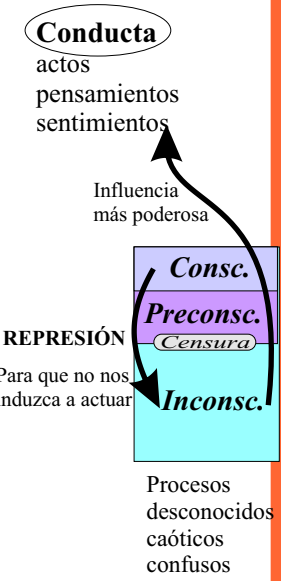 Conducta
actos
pensamientos
sentimientos
Influencia
más poderosa
Consc.
Preconsc.
Censura
REPRESIÓN
Para que no nos
induzca a actuar
Inconsc.
Procesos
desconocidos
caóticos
confusos